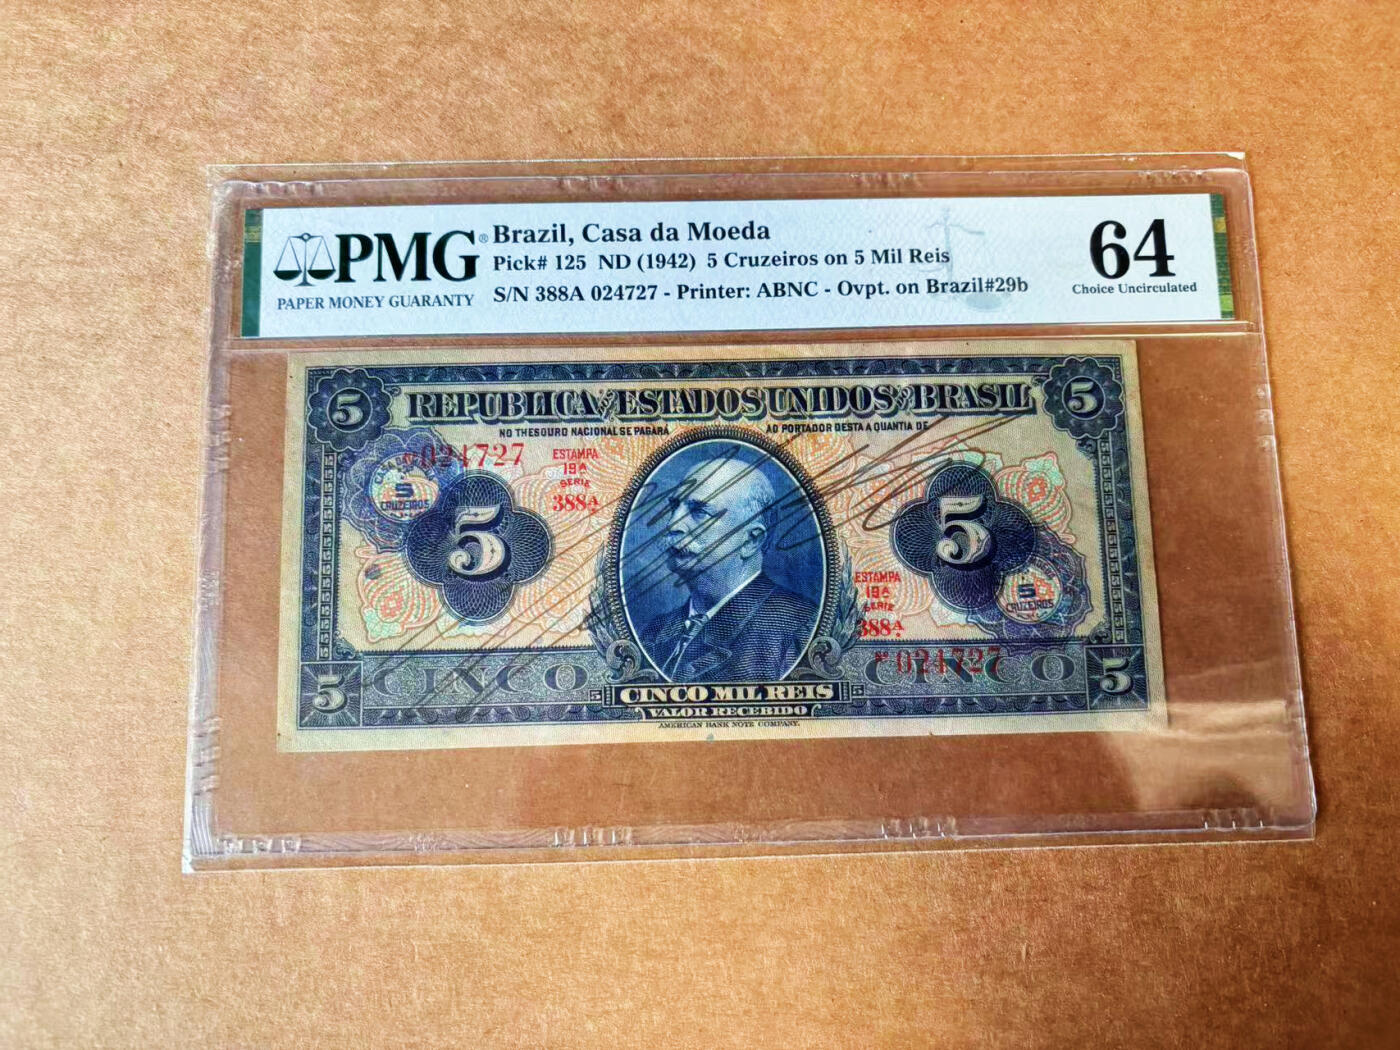 PMG®
PAPER MONEY GUARANTY
Brazil, Casa da Moeda
Pick# 125 ND (1942) 5 Cruzeiros on 5 Mil Reis
S/N 388A 024727 - Printer: ABNC - Ovpt. on Brazil#29b
64
Choice Uncirculated
5 5
REPUBLICA DOS ESTADOS UNIDOS DO BRASIL
NO THESOURO NACIONAL SE PAGARÁ AO PORTADOR DESTA A QUANTIA DE
024727
ESTAMPA
19ª
SERIE
388A
5
CRUZEIROS
5 5
ESTAMPA
19ª
SERIE
388A
5
CRUZEIROS
024727
5 CINCO 5 CINCO MIL REIS 5 CINCO 5
VALOR RECEBIDO
AMERICAN BANK NOTE COMPANY.